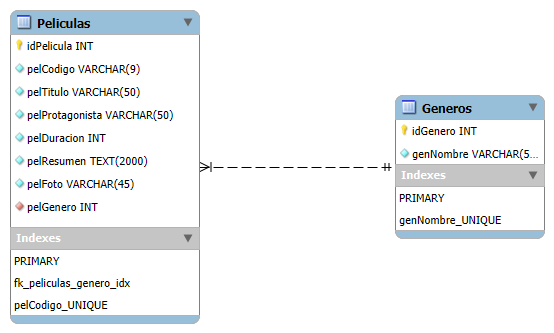 Peliculas
idPelicula INT
pelCodigo VARCHAR(9)
pelTitulo VARCHAR(50)
pelProtagonista VARCHAR(50)
pelDuracion INT
pelResumen TEXT(2000)
pelFoto VARCHAR(45)
pelGenero INT
Indexes
PRIMARY
fk_peliculas_genero_idx
pelCodigo_UNIQUE
Generos
idGenero INT
genNombre VARCHAR(5...
Indexes
PRIMARY
genNombre_UNIQUE